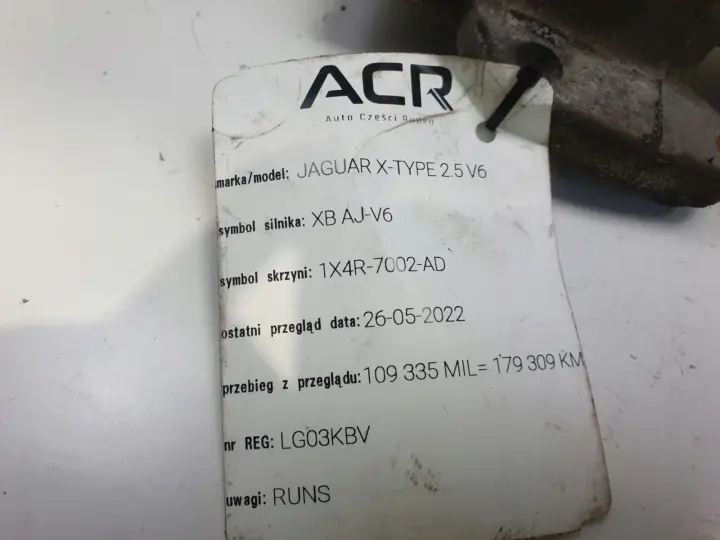 ACR
Auto Części Rudko
marka/model: JAGUAR X-TYPE 2.5 V6
symbol silnika: XB AJ-V6
symbol skrzyni: 1X4R-7002-AD
ostatni przegląd data: 26-05-2022
przebieg z przeglądu: 109 335 MIL= 179 309 KM
nr REG: LG03KBV
uwagi: RUNS